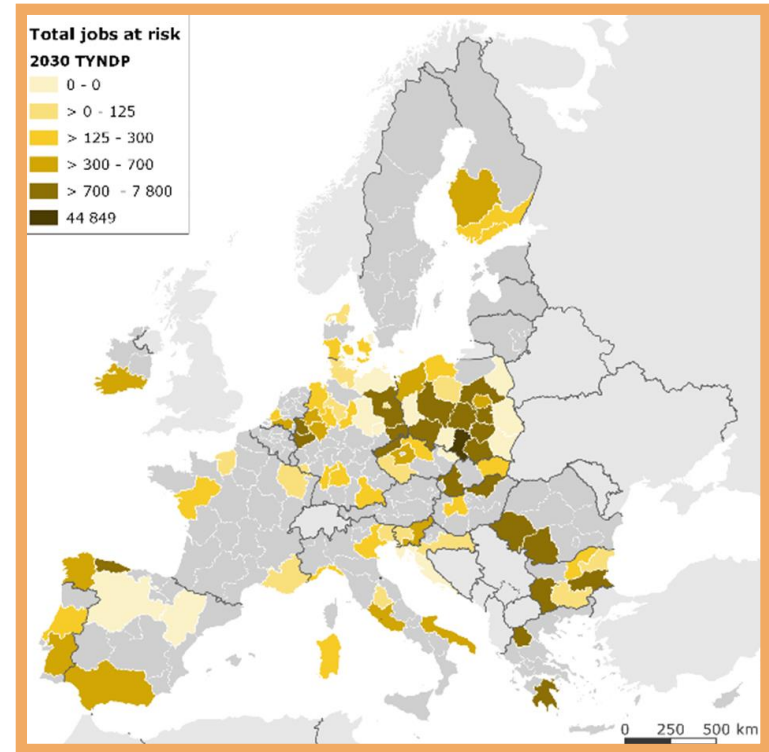 Total jobs at risk
2030 TYNDP
0 - 0
> 0 - 125
> 125 - 300
> 300 - 700
> 700 - 7 800
44 849
0 250 500 km